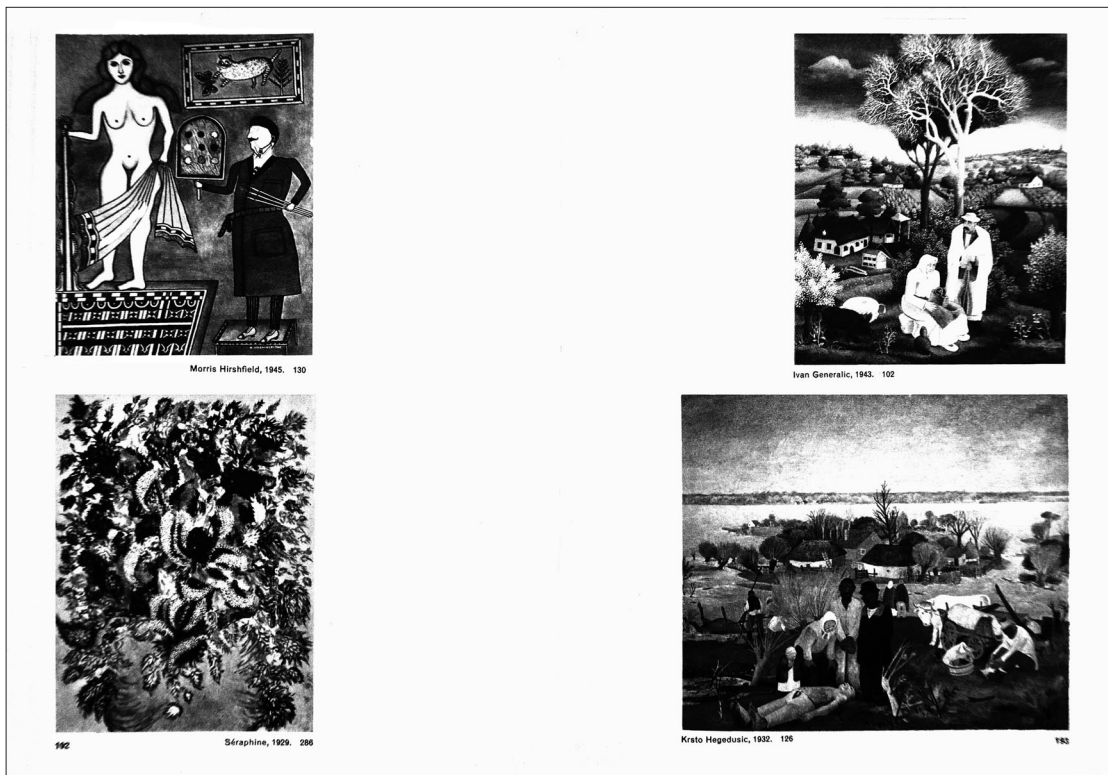 Morris Hirshfield, 1945. 130
Séraphine, 1929. 286
Ivan Generalic, 1943. 102
Krsto Hegedusic, 1932. 126